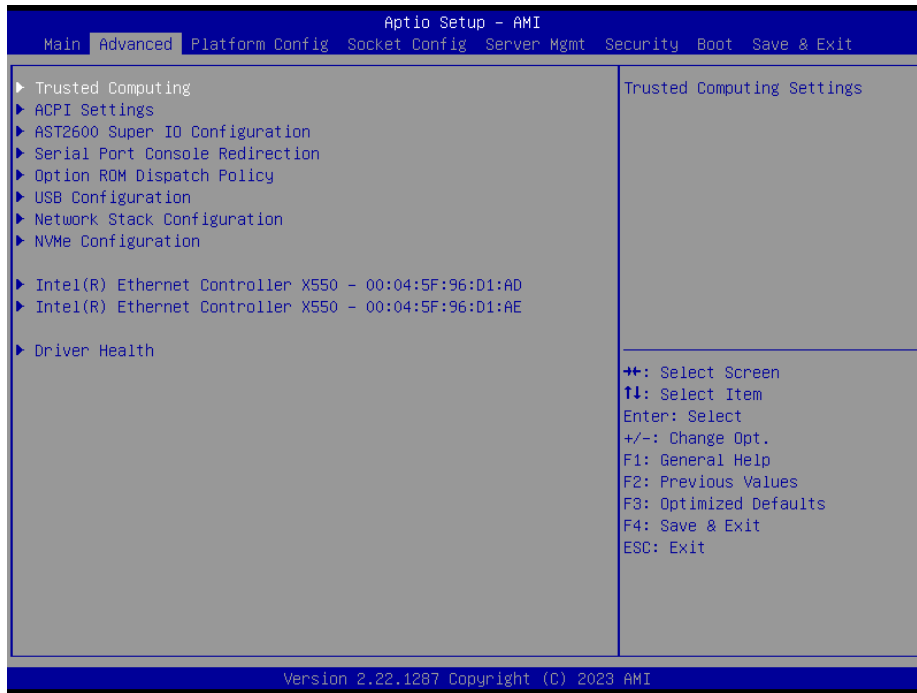 Aptio Setup – AMI
Main Advanced Platform Config Socket Config Server Mgmt Security Boot Save & Exit
▶ Trusted Computing
▶ ACPI Settings
▶ AST2600 Super IO Configuration
▶ Serial Port Console Redirection
▶ Option ROM Dispatch Policy
▶ USB Configuration
▶ Network Stack Configuration
▶ NVMe Configuration
▶ Intel(R) Ethernet Controller X550 – 00:04:5F:96:D1:AD
▶ Intel(R) Ethernet Controller X550 – 00:04:5F:96:D1:AE
▶ Driver Health
Trusted Computing Settings
→←: Select Screen
↑↓: Select Item
Enter: Select
+/-: Change Opt.
F1: General Help
F2: Previous Values
F3: Optimized Defaults
F4: Save & Exit
ESC: Exit
Version 2.22.1287 Copyright (C) 2023 AMI